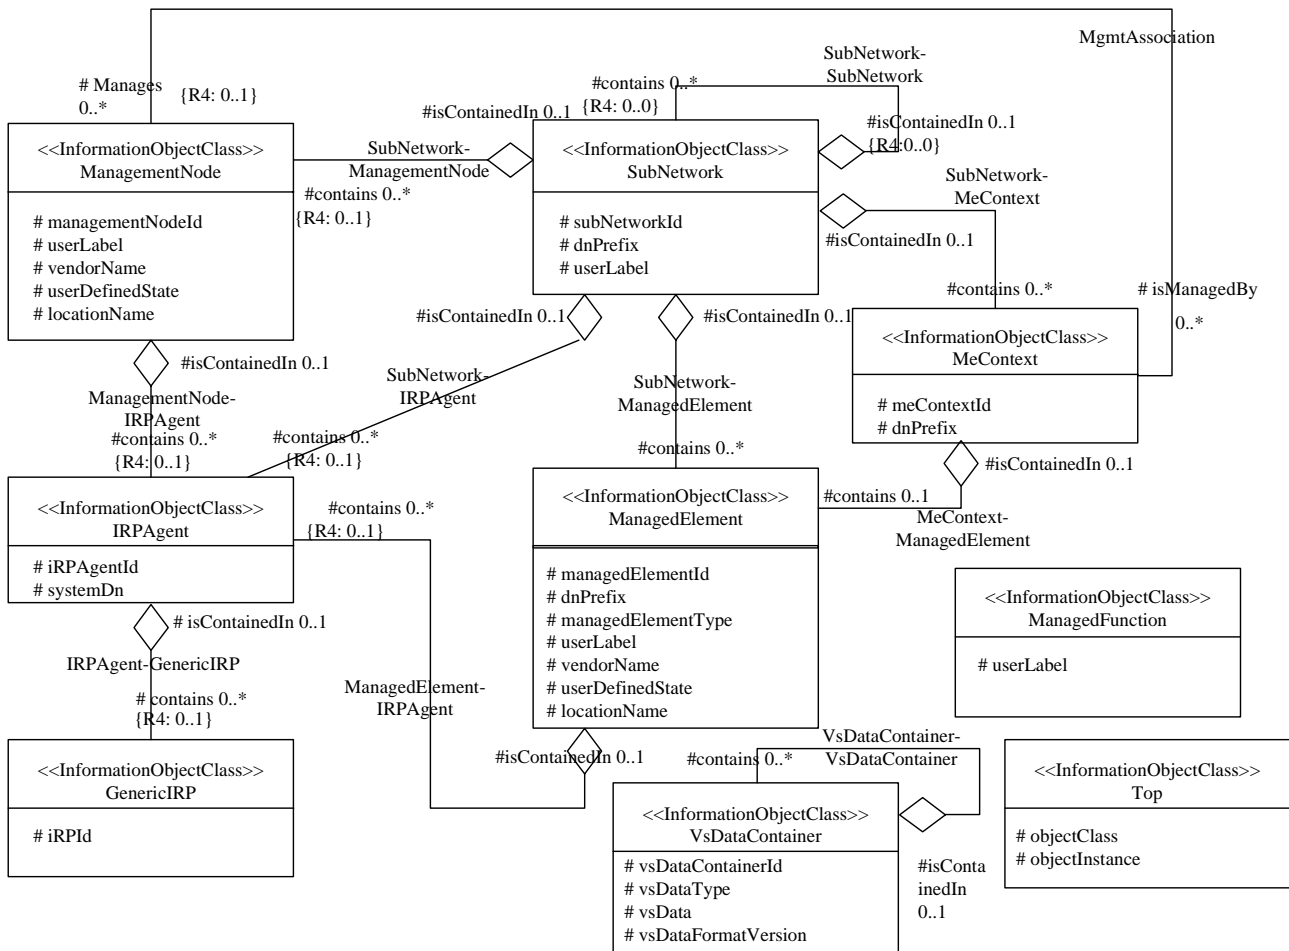 MgmtAssociation
# Manages
0..*
{R4: 0..1}
SubNetwork-
SubNetwork
#contains 0..*
{R4: 0..0}
#isContainedIn 0..1
#isContainedIn 0..1
{R4:0..0}
<<InformationObjectClass>>
ManagementNode
# managementNodeId
# userLabel
# vendorName
# userDefinedState
# locationName
SubNetwork-
ManagementNode
#contains 0..*
{R4: 0..1}
<<InformationObjectClass>>
SubNetwork
# subNetworkId
# dnPrefix
# userLabel
SubNetwork-
MeContext
#isContainedIn 0..1
#contains 0..*
# isManagedBy
0..*
#isContainedIn 0..1
#isContainedIn 0..1
#isContainedIn 0..1
ManagementNode-
IRPAgent
#contains 0..*
{R4: 0..1}
SubNetwork-
IRPAgent
#contains 0..*
{R4: 0..1}
SubNetwork-
ManagedElement
#contains 0..*
<<InformationObjectClass>>
MeContext
# meContextId
# dnPrefix
#isContainedIn 0..1
#contains 0..1
MeContext-
ManagedElement
<<InformationObjectClass>>
IRPAgent
# iRPAgentId
# systemDn
#contains 0..*
{R4: 0..1}
<<InformationObjectClass>>
ManagedElement
# managedElementId
# dnPrefix
# managedElementType
# userLabel
# vendorName
# userDefinedState
# locationName
<<InformationObjectClass>>
ManagedFunction
# userLabel
# isContainedIn 0..1
IRPAgent-GenericIRP
# contains 0..*
{R4: 0..1}
ManagedElement-
IRPAgent
#isContainedIn 0..1
<<InformationObjectClass>>
GenericIRP
# iRPId
VsDataContainer-
VsDataContainer
#contains 0..*
<<InformationObjectClass>>
VsDataContainer
# vsDataContainerId
# vsDataType
# vsData
# vsDataFormatVersion
#isConta
inedIn
0..1
<<InformationObjectClass>>
Top
# objectClass
# objectInstance